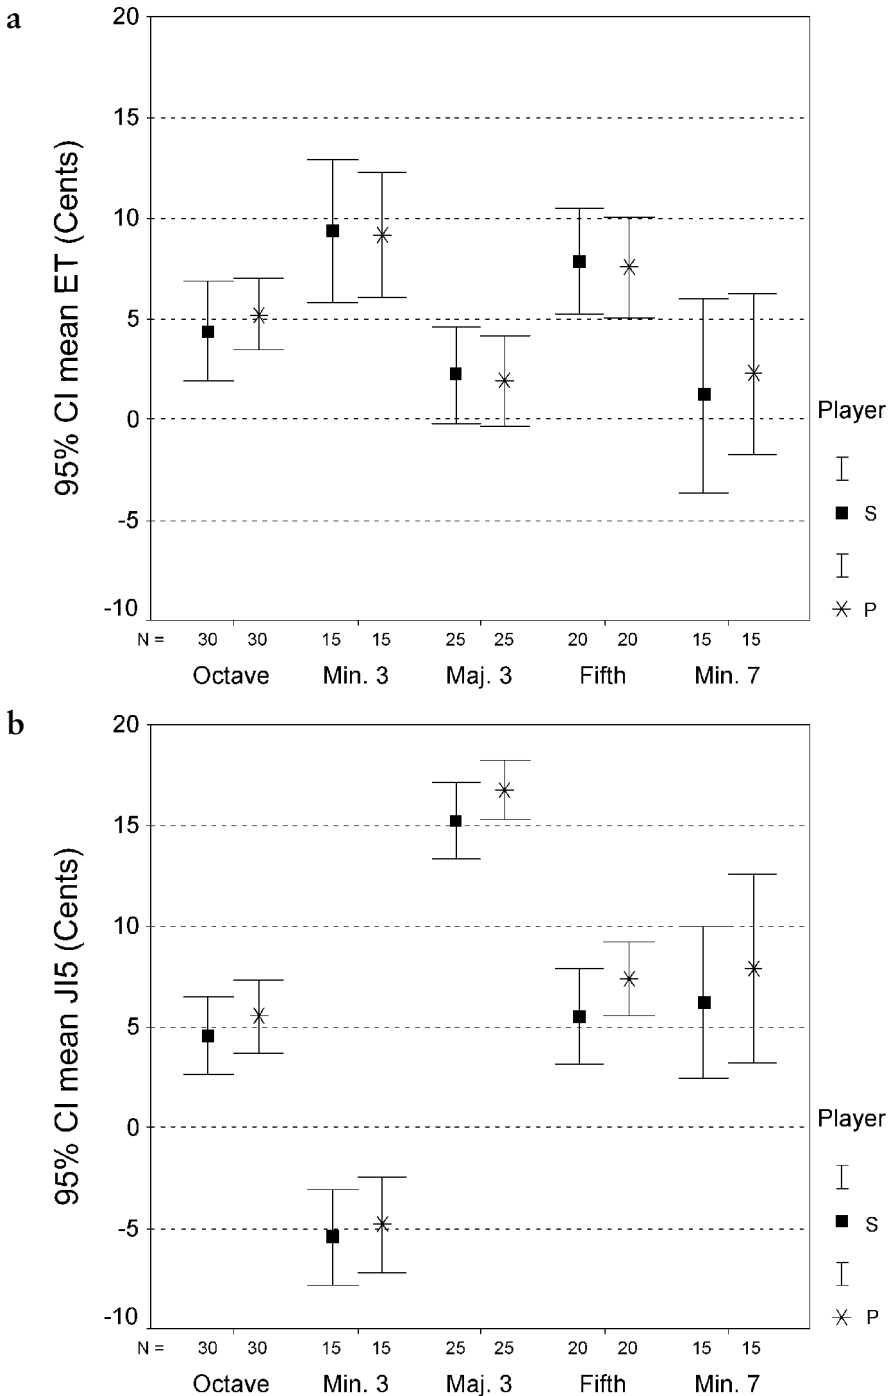 a
95% CI mean ET (Cents)
20
15
10
5
0
-5
-10
N = 30 30 15 15 25 25 20 20 15 15
Octave Min. 3 Maj. 3 Fifth Min. 7
Player
S
P
b
95% CI mean JI5 (Cents)
20
15
10
5
0
-5
-10
N = 30 30 15 15 25 25 20 20 15 15
Octave Min. 3 Maj. 3 Fifth Min. 7
Player
S
P